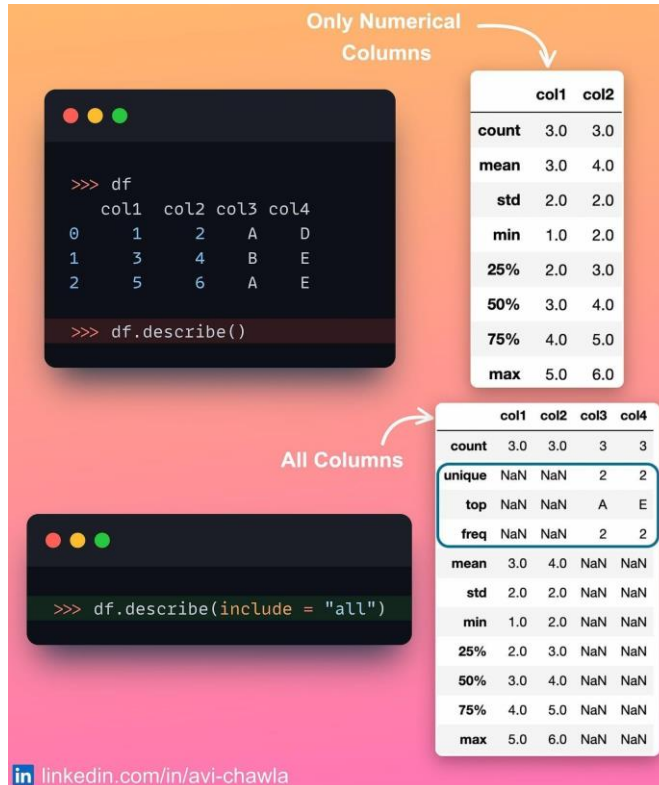 Only Numerical
Columns
>>> df
col1 col2 col3 col4
0 1 2 A D
1 3 4 B E
2 5 6 A E
>>> df.describe()
col1 col2
count 3.0 3.0
mean 3.0 4.0
std 2.0 2.0
min 1.0 2.0
25% 2.0 3.0
50% 3.0 4.0
75% 4.0 5.0
max 5.0 6.0
All Columns
>>> df.describe(include = "all")
col1 col2 col3 col4
count 3.0 3.0 3 3
unique NaN NaN 2 2
top NaN NaN A E
freq NaN NaN 2 2
mean 3.0 4.0 NaN NaN
std 2.0 2.0 NaN NaN
min 1.0 2.0 NaN NaN
25% 2.0 3.0 NaN NaN
50% 3.0 4.0 NaN NaN
75% 4.0 5.0 NaN NaN
max 5.0 6.0 NaN NaN
in linkedin.com/in/avi-chawla